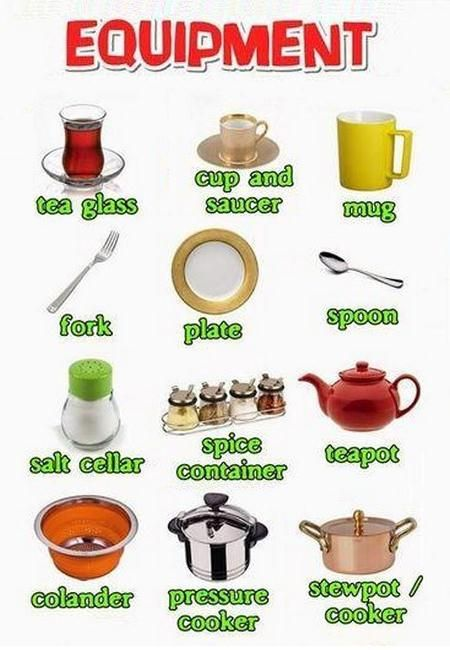 EQUIPMENT
tea glass
cup and
saucer
mug
fork
plate
spoon
salt cellar
spice
container
teapot
colander
pressure
cooker
stewpot /
cooker